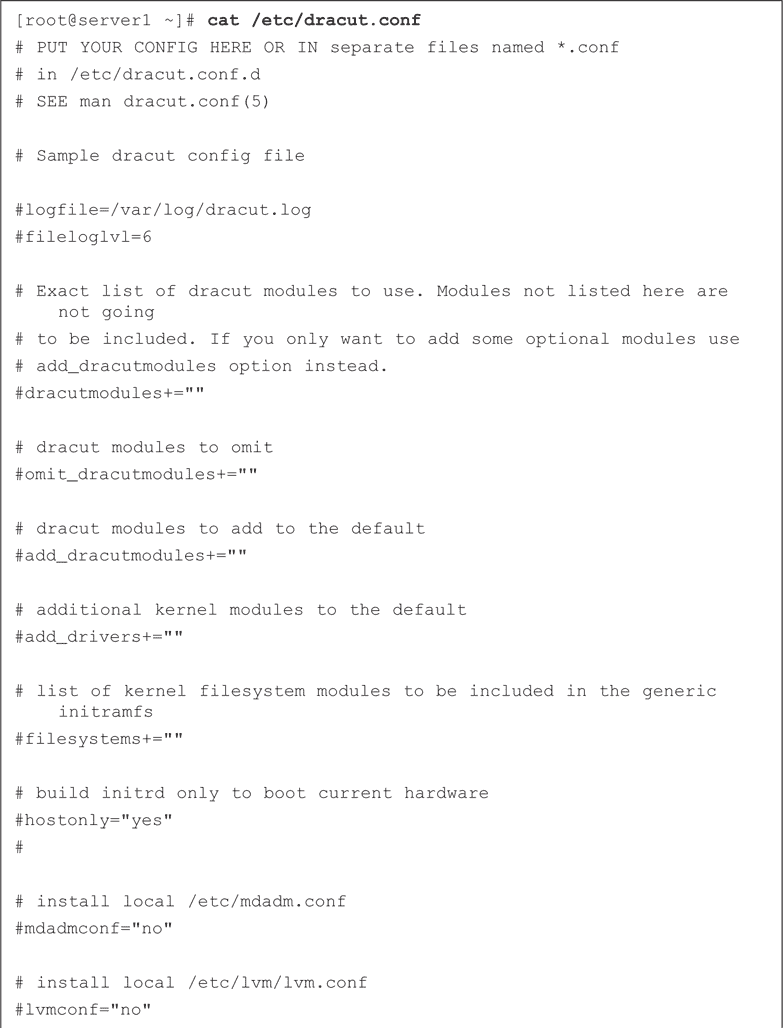 [root@server1 ~]# cat /etc/dracut.conf
# PUT YOUR CONFIG HERE OR IN separate files named *.conf
# in /etc/dracut.conf.d
# SEE man dracut.conf(5)
# Sample dracut config file
#logfile=/var/log/dracut.log
#fileloglvl=6
# Exact list of dracut modules to use. Modules not listed here are
not going
# to be included. If you only want to add some optional modules use
# add_dracutmodules option instead.
#dracutmodules+=""
# dracut modules to omit
#omit_dracutmodules+=""
# dracut modules to add to the default
#add_dracutmodules+=""
# additional kernel modules to the default
#add_drivers+=""
# list of kernel filesystem modules to be included in the generic
initramfs
#filesystems+=""
# build initrd only to boot current hardware
#hostonly="yes"
#
# install local /etc/mdadm.conf
#mdadmconf="no"
# install local /etc/lvm/lvm.conf
#lvmconf="no"